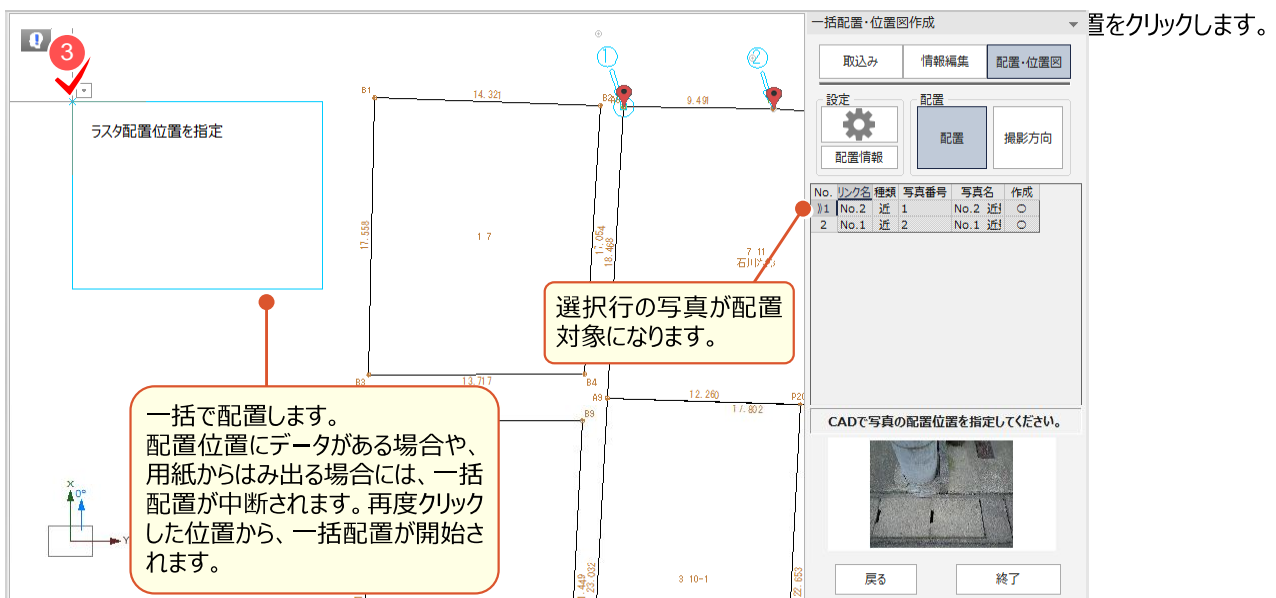 置をクリックします。
3
ラスタ配置位置を指定
1
2
B1
14.321
9.491
17.558
17
17.054
18.468
7 11
B3
13.717
B4
A9
12.260
17.802
B9
3 10-1
23.032
22.653
X
0°
Y
選択行の写真が配置
対象になります。
一括で配置します。
配置位置にデータがある場合や、
用紙からはみ出る場合には、一括
配置が中断されます。再度クリック
した位置から、一括配置が開始さ
れます。
一括配置・位置図作成
取込み 情報編集 配置・位置図
設定 配置
配置情報 配置 撮影方向
No. リンク名 種類 写真番号 写真名 作成
1 No.2 近 1 No.2 近 ○
2 No.1 近 2 No.1 近 ○
CADで写真の配置位置を指定してください。
戻る 終了